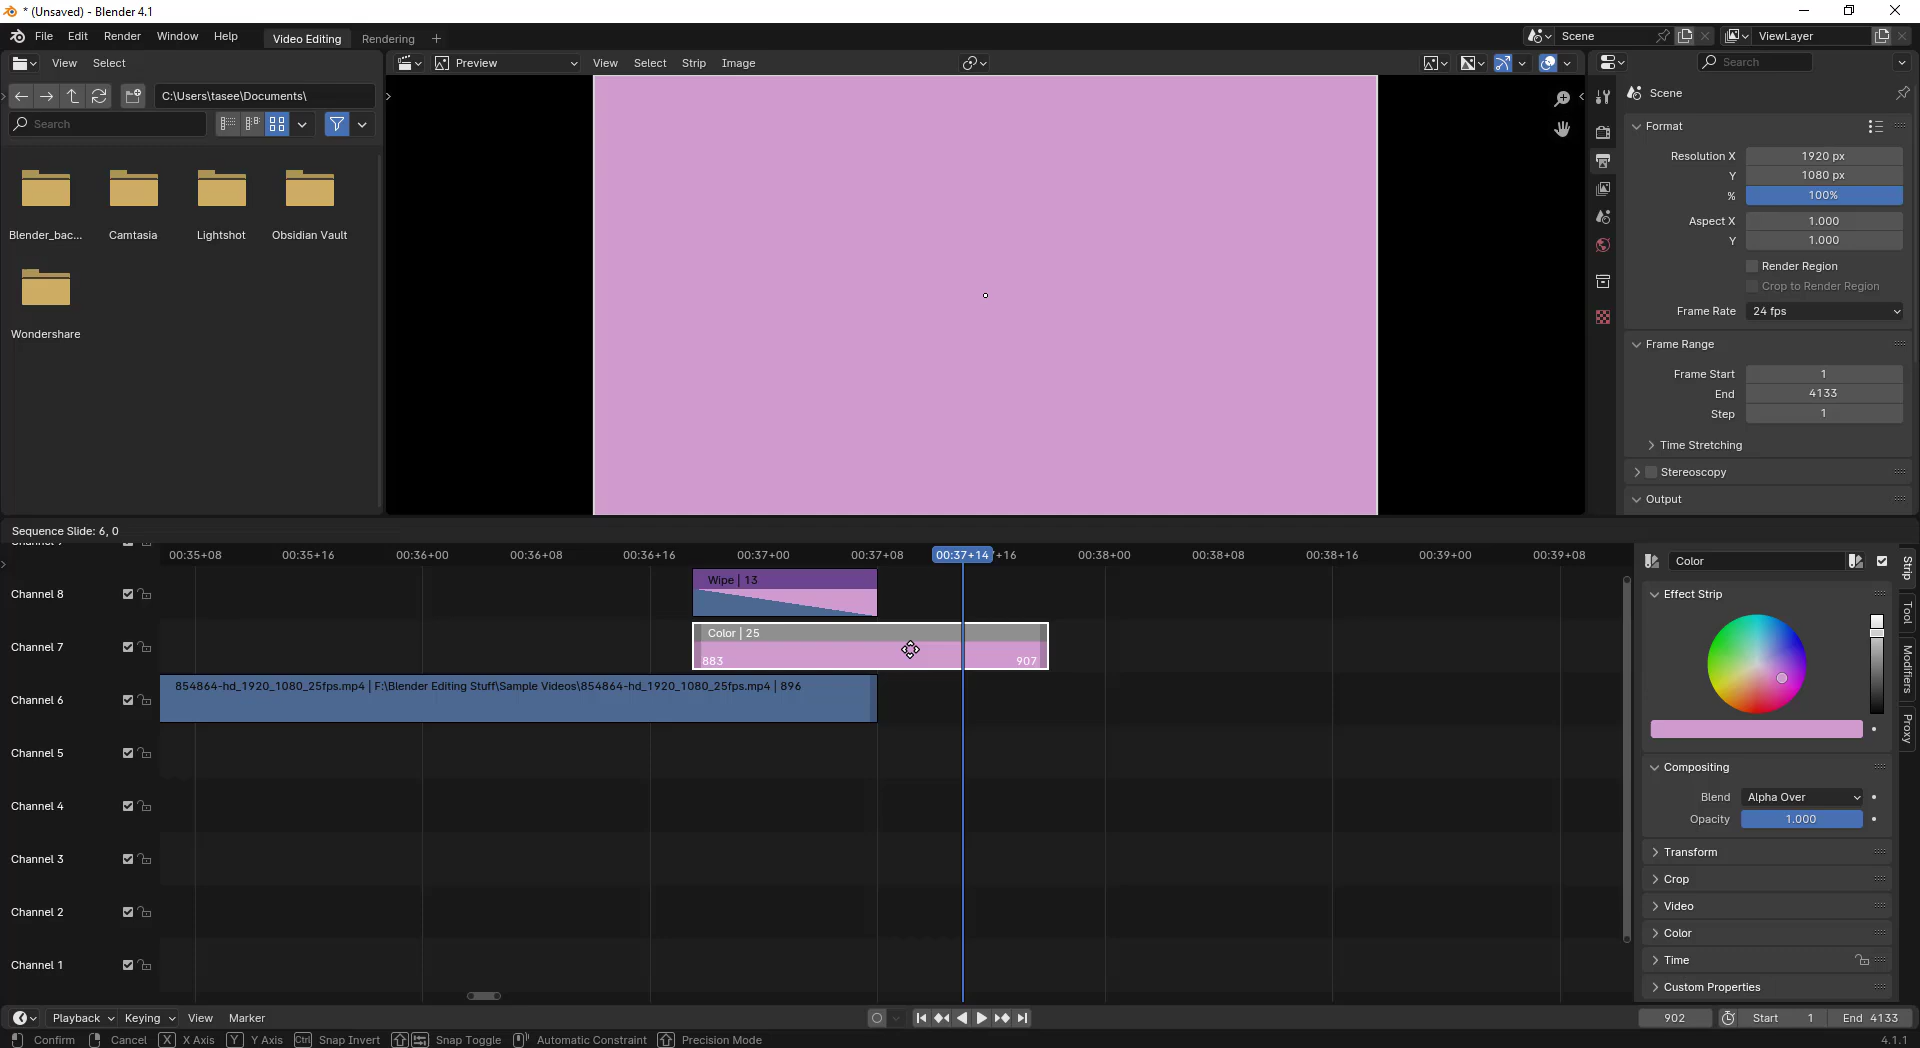 * (Unsaved) - Blender 4.1
File Edit Render Window Help Video Editing Rendering + Scene ViewLayer
View Select Preview View Select Strip Image Search
C:\Users\tasee\Documents\
Search
Scene
Format
Resolution X 1920 px
Y 1080 px
% 100%
Aspect X 1.000
Y 1.000
Render Region
Crop to Render Region
Frame Rate 24 fps
Frame Range
Frame Start 1
End 4133
Step 1
Time Stretching
Stereoscopy
Output
Blender_bac... Camtasia Lightshot Obsidian Vault
Wondershare
Sequence Slide: 6, 0
00:35+08 00:35+16 00:36+00 00:36+08 00:36+16 00:37+00 00:37+08 00:37+14 +16 00:38+00 00:38+08 00:38+16 00:39+00 00:39+08
Channel 8 Wipe | 13
Channel 7 Color | 25
883 907
Channel 6 854864-hd_1920_1080_25fps.mp4 | F:\Blender Editing Stuff\Sample Videos\854864-hd_1920_1080_25fps.mp4 | 896
Channel 5
Channel 4
Channel 3
Channel 2
Channel 1
Color
Effect Strip
Compositing
Blend Alpha Over
Opacity 1.000
Transform
Crop
Video
Color
Time
Custom Properties
Strip
Tool
Modifiers
Proxy
Playback Keying View Marker 902 Start 1 End 4133
Confirm Cancel X X Axis Y Y Axis Ctrl Snap Invert Snap Toggle Automatic Constraint Precision Mode 4.1.1